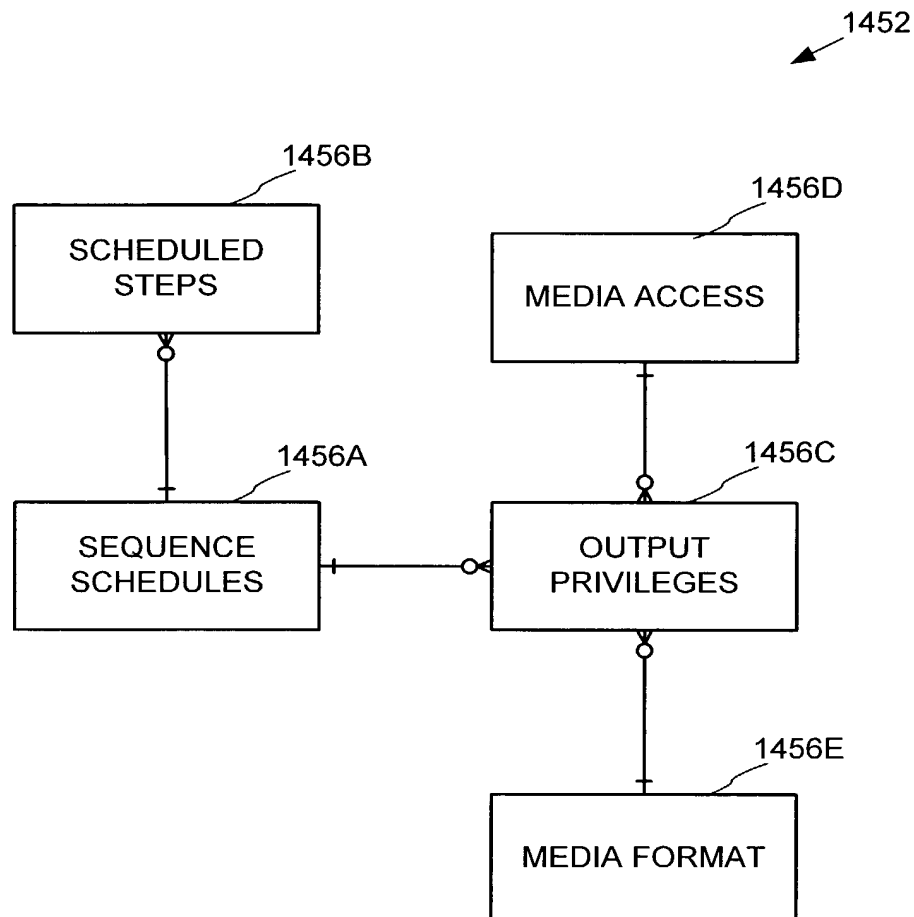 1452
1456B
SCHEDULED
STEPS
1456D
MEDIA ACCESS
1456A
SEQUENCE
SCHEDULES
1456C
OUTPUT
PRIVILEGES
1456E
MEDIA FORMAT